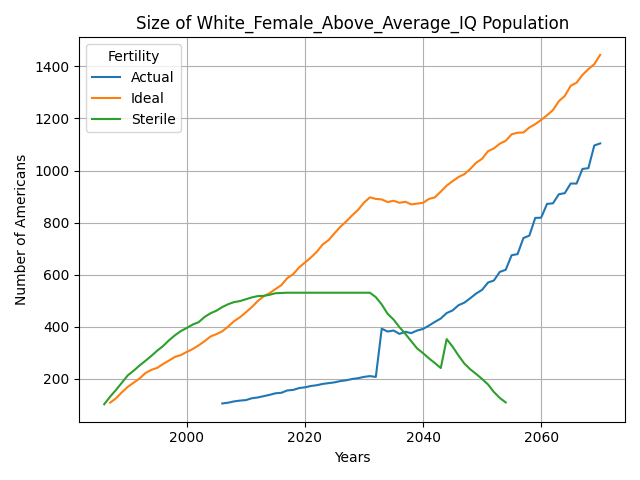 Size of White_Female_Above_Average_IQ Population
Fertility
Actual
Ideal
Sterile
Number of Americans
1400
1200
1000
800
600
400
200
2000
2020
2040
2060
Years